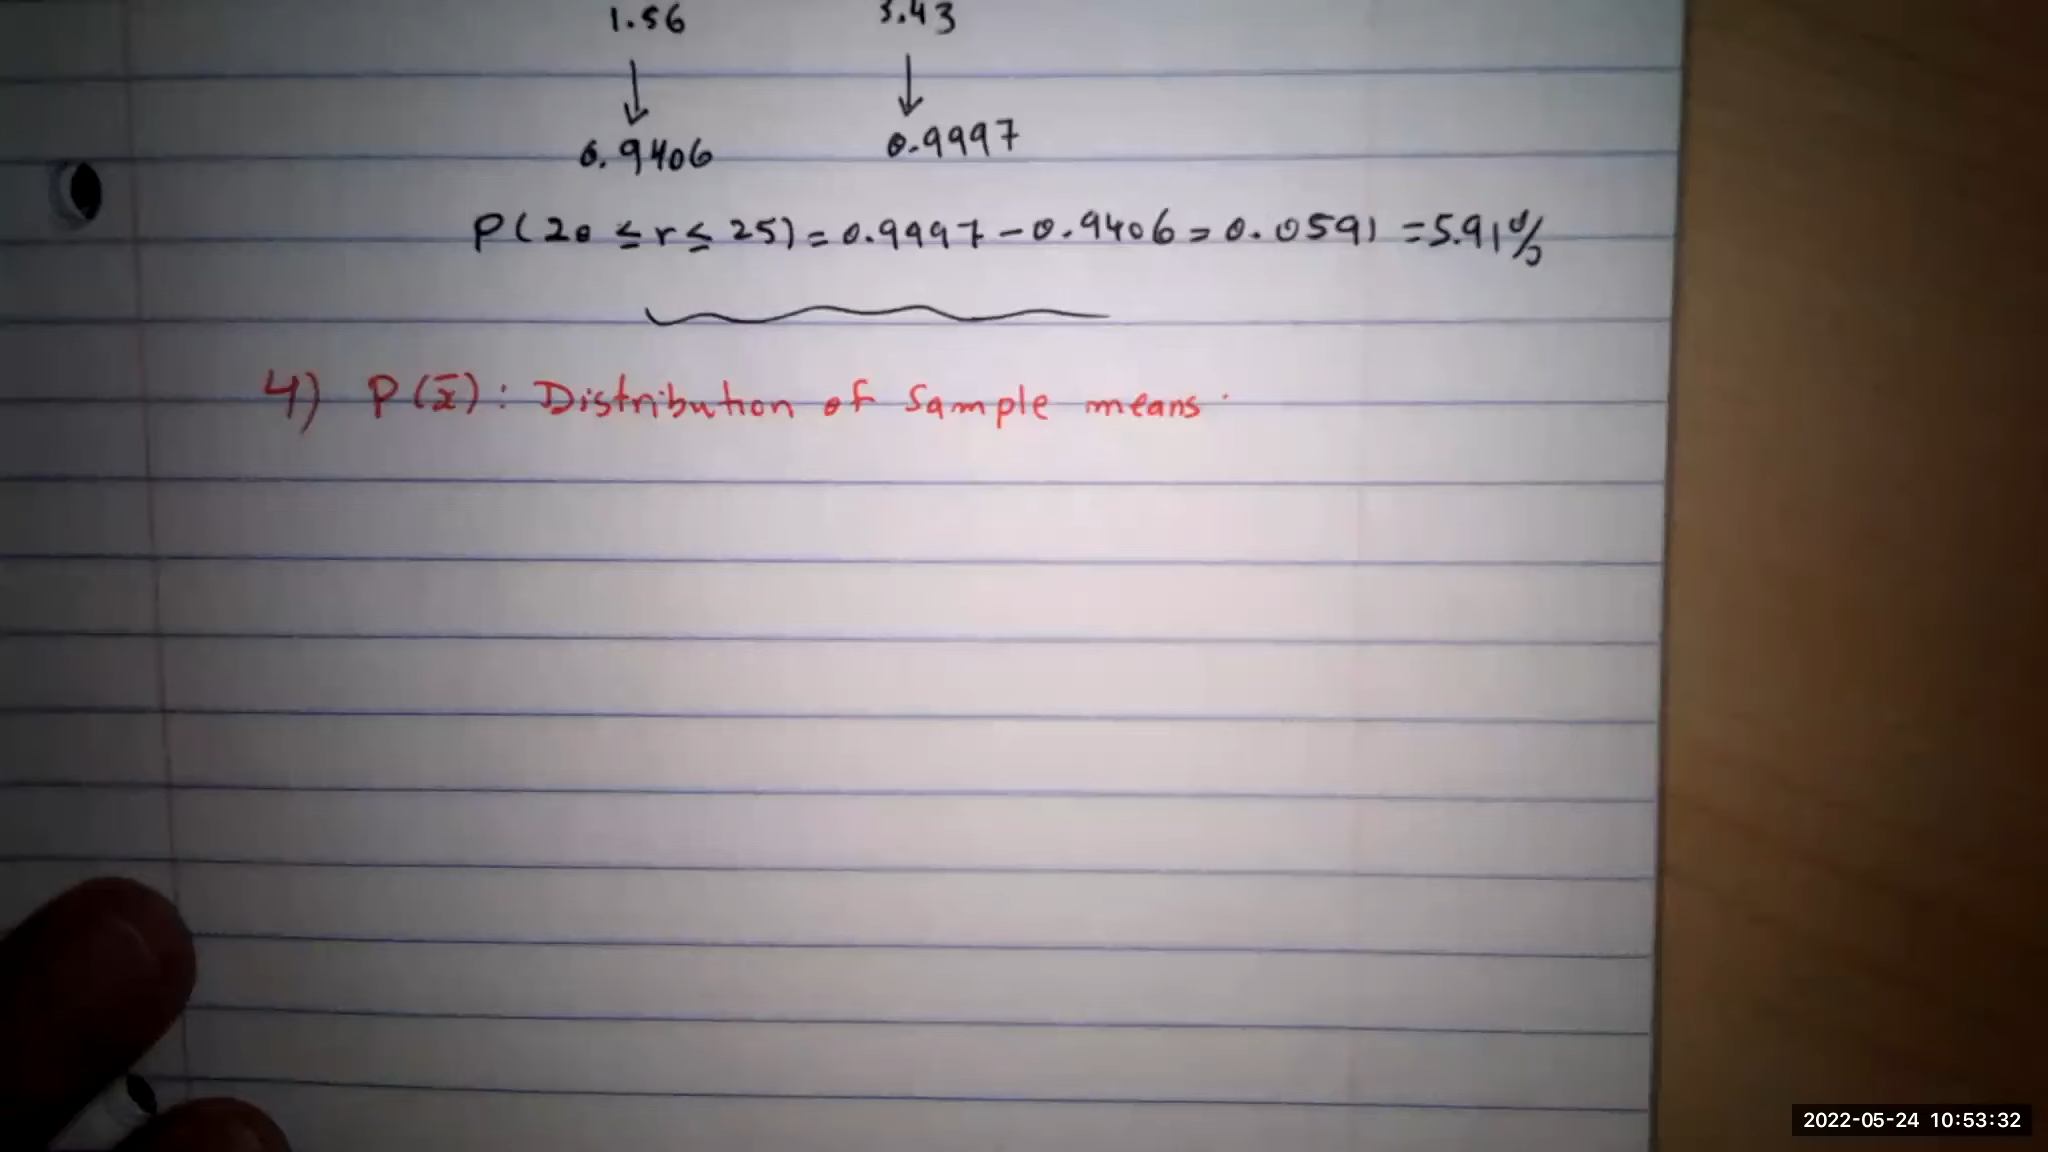 1.56 3.43
↓ ↓
0.9406 0.9997
P(20 ≤ r ≤ 25) = 0.9997 - 0.9406 = 0.0591 = 5.91%
4) P(x̄): Distribution of Sample means.
2022-05-24 10:53:32